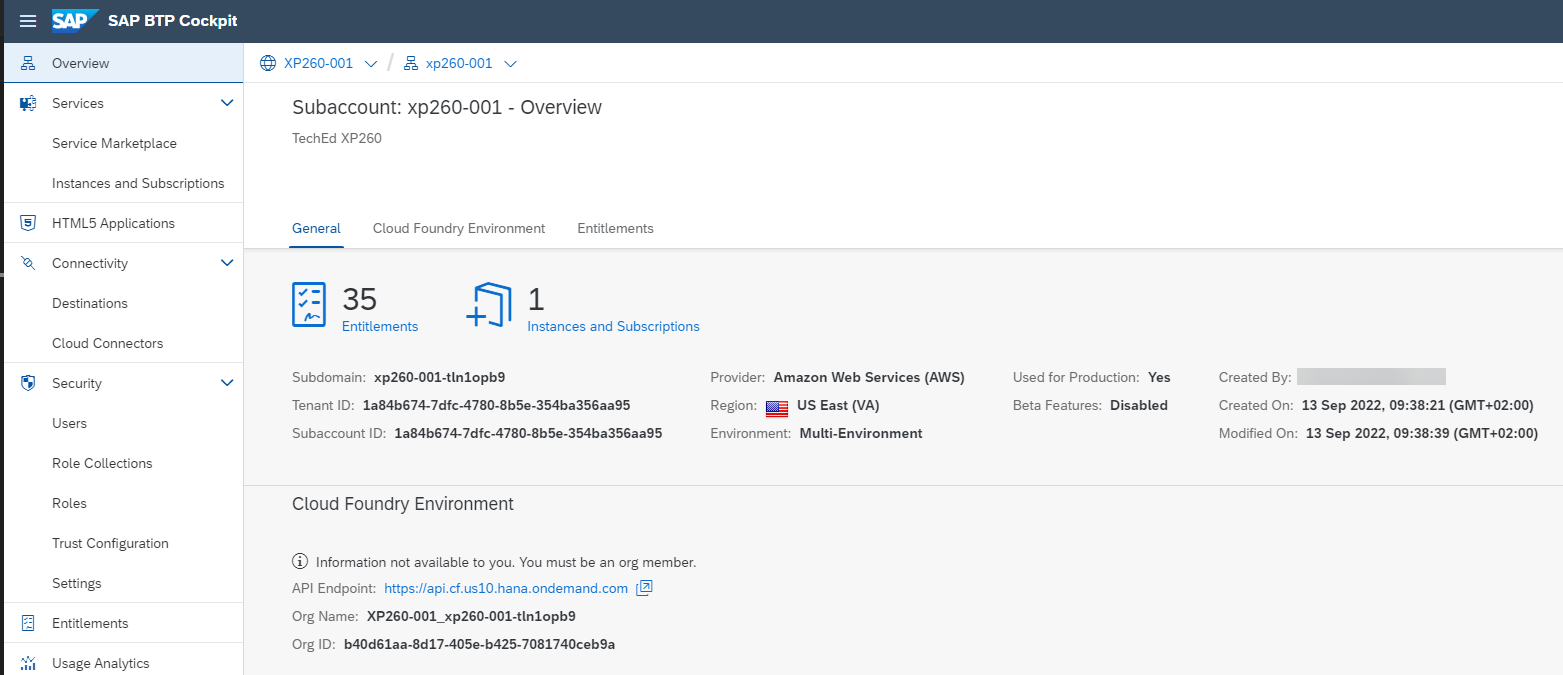 SAP SAP BTP Cockpit
Overview
Services
Service Marketplace
Instances and Subscriptions
HTML5 Applications
Connectivity
Destinations
Cloud Connectors
Security
Users
Role Collections
Roles
Trust Configuration
Settings
Entitlements
Usage Analytics
XP260-001 / xp260-001
Subaccount: xp260-001 - Overview
TechEd XP260
General Cloud Foundry Environment Entitlements
35 Entitlements
1 Instances and Subscriptions
Subdomain: xp260-001-tln1opb9
Tenant ID: 1a84b674-7dfc-4780-8b5e-354ba356aa95
Subaccount ID: 1a84b674-7dfc-4780-8b5e-354ba356aa95
Provider: Amazon Web Services (AWS)
Region: US East (VA)
Environment: Multi-Environment
Used for Production: Yes
Beta Features: Disabled
Created By:
Created On: 13 Sep 2022, 09:38:21 (GMT+02:00)
Modified On: 13 Sep 2022, 09:38:39 (GMT+02:00)
Cloud Foundry Environment
Information not available to you. You must be an org member.
API Endpoint: https://api.cf.us10.hana.ondemand.com
Org Name: XP260-001_xp260-001-tln1opb9
Org ID: b40d61aa-8d17-405e-b425-7081740ceb9a